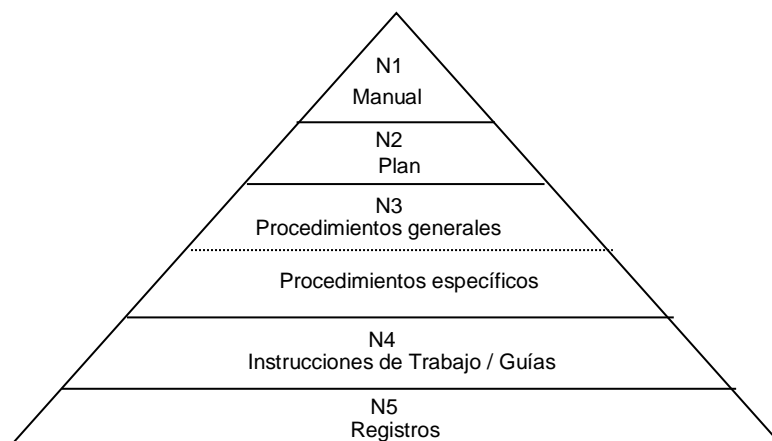 N1
Manual
N2
Plan
N3
Procedimientos generales
Procedimientos específicos
N4
Instrucciones de Trabajo / Guías
N5
Registros